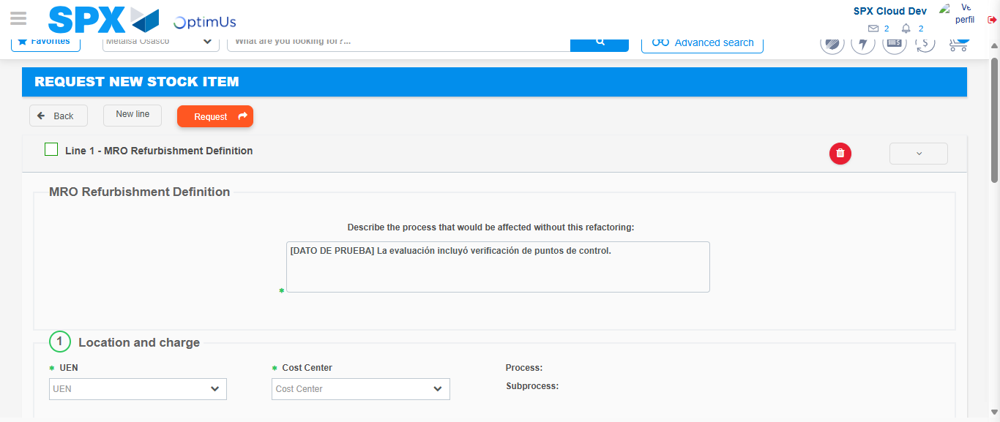 SPX
OptimUs
SPX Cloud Dev
Ve
perfil
2
2
Favorites
Metalsa Osasco
What are you looking for?...
Advanced search
REQUEST NEW STOCK ITEM
Back
New line
Request
Line 1 - MRO Refurbishment Definition
MRO Refurbishment Definition
Describe the process that would be affected without this refactoring:
[DATO DE PRUEBA] La evaluación incluyó verificación de puntos de control.
1 Location and charge
* UEN
* Cost Center
Process:
UEN
Cost Center
Subprocess: